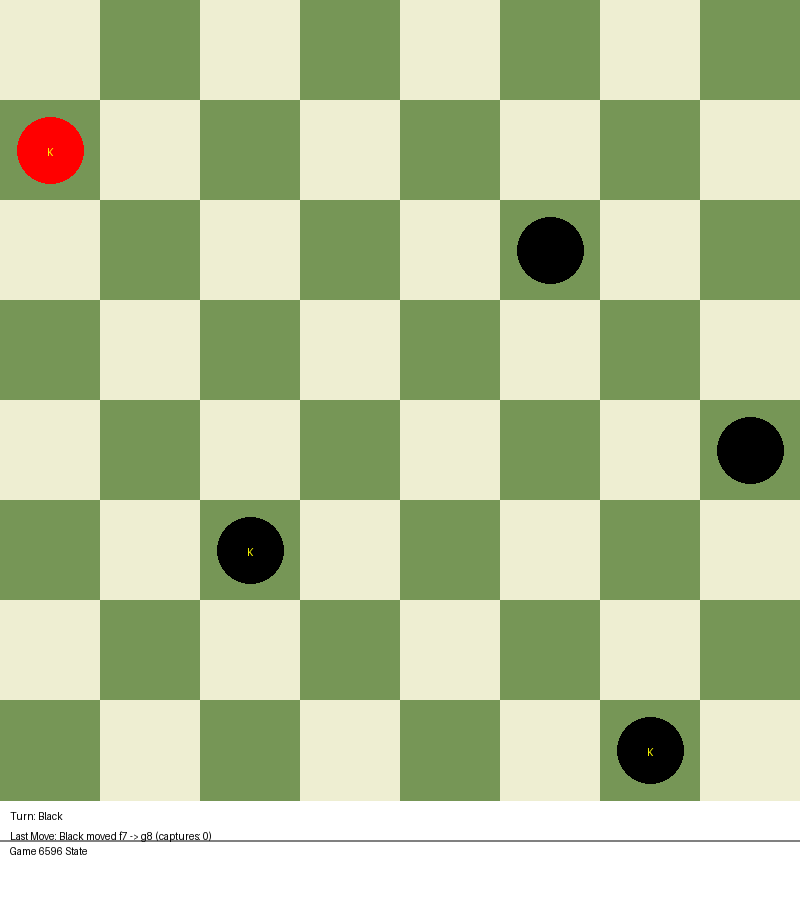 K
K
K
Turn: Black
Last Move: Black moved f7 -> g8 (captures: 0)
Game 6596 State